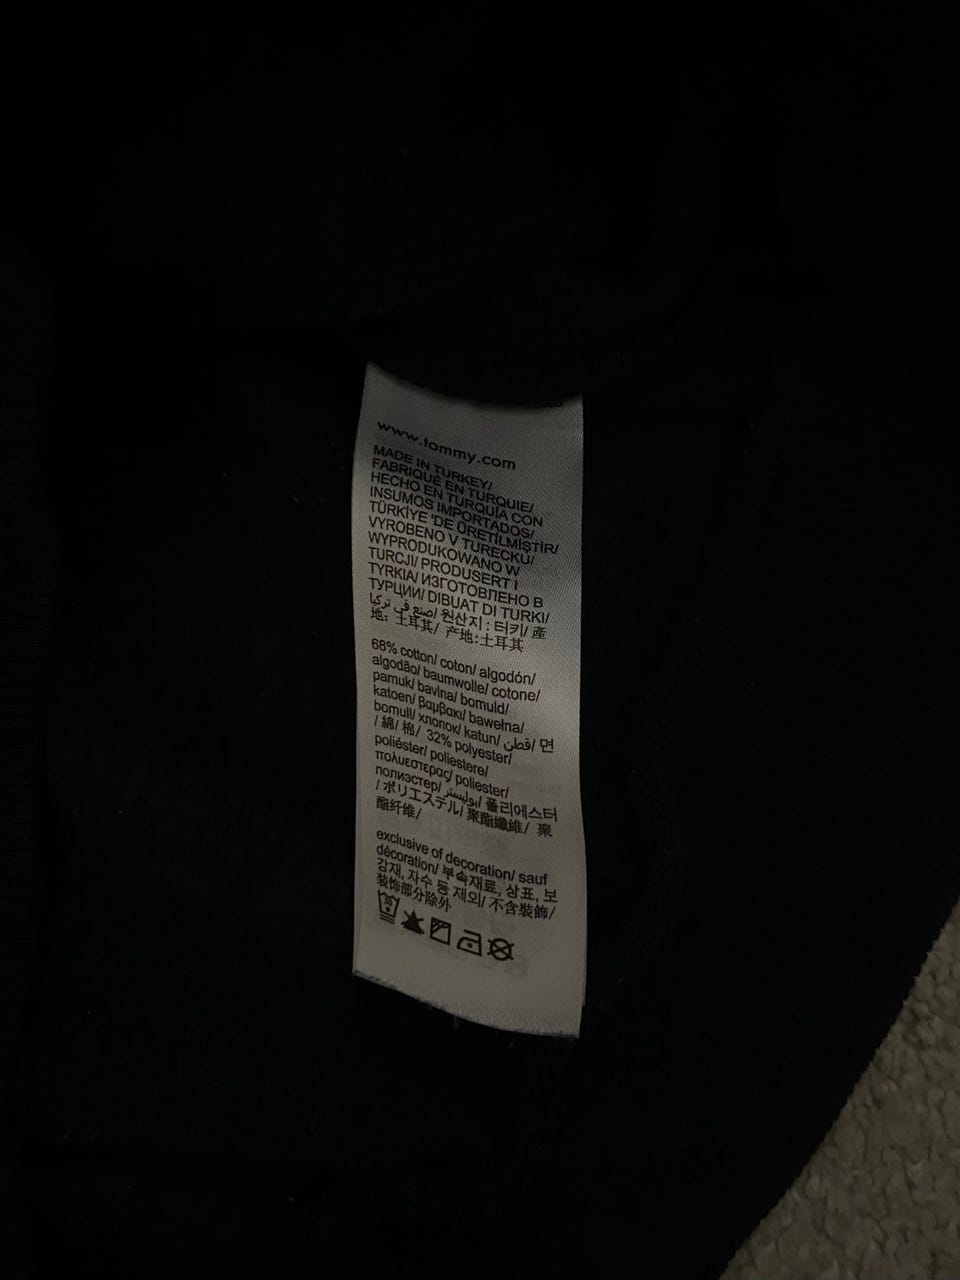 www.tommy.com
MADE IN TURKEY/
FABRIQUÉ EN TURQUIE/
HECHO EN TURQUÍA CON
INSUMOS IMPORTADOS/
TÜRKİYE 'DE ÜRETİLMİŞTİR/
VYROBENO V TURECKU/
WYPRODUKOWANO W
TURCJI/ PRODUSERT I
TYRKIA/ ИЗГОТОВЛЕНО В
ТУРЦИИ/ DIBUAT DI TURKI/
صنع في تركيا/ 원산지 : 터키/ 產
地: 土耳其/ 产地:土耳其
68% cotton/ coton/ algodón/
algodão/ baumwolle/ cotone/
pamuk/ bavlna/ bomuld/
katoen/ βαμβακι/ bawełna/
bomull/ хлопок/ katun/ قطن/ 면
/ 綿/ 棉/ 32% polyester/
poliéster/ poliestere/
πολυεστερας/ poliester/
полиэстер/ بوليستر/ 폴리에스터
/ ポリエステル/ 聚酯纖維/ 聚
酯纤维/
exclusive of decoration/ sauf
décoration/ 부속재료, 상표, 보
강재, 자수 등 제외/ 不含裝飾/
装饰部分除外
30